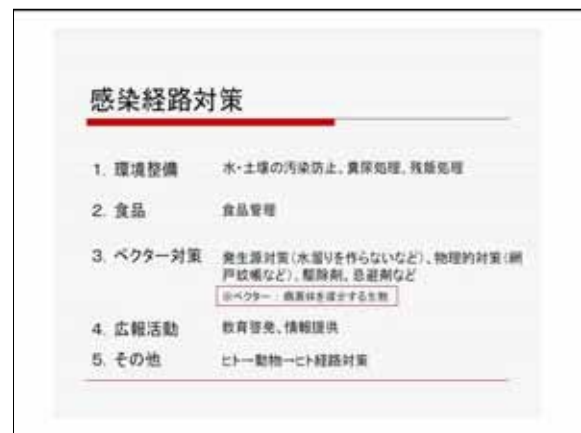 感染経路対策
1. 環境整備 水・土壌の汚染防止、糞尿処理、残飯処理
2. 食品 食品管理
3. ベクター対策 発生源対策(水溜りを作らないなど)、物理的対策(網
戸蚊帳など)、駆除剤、忌避剤など
※ベクター:病原体を媒介する生物
4. 広報活動 教育啓発、情報提供
5. その他 ヒト→動物→ヒト経路対策